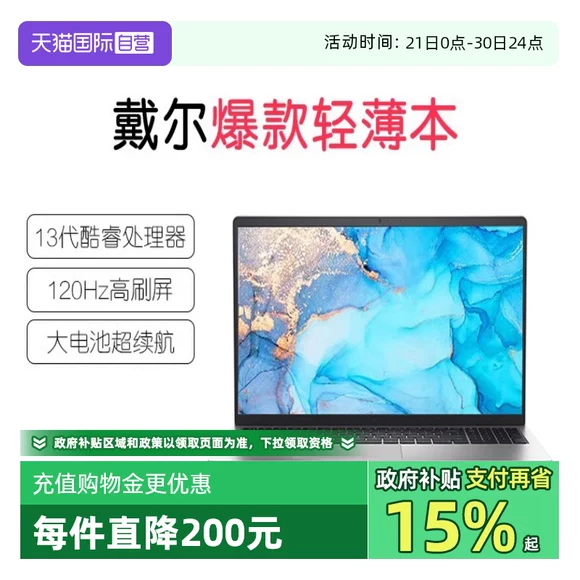 天猫国际自营
活动时间：21日0点-30日24点
戴尔爆款轻薄本
13代酷睿处理器
120Hz高刷屏
大电池超续航
政府补贴区域和政策以领取页面为准，下拉领取资格
充值购物金更优惠
每件直降200元
政府补贴 支付再省
15%起